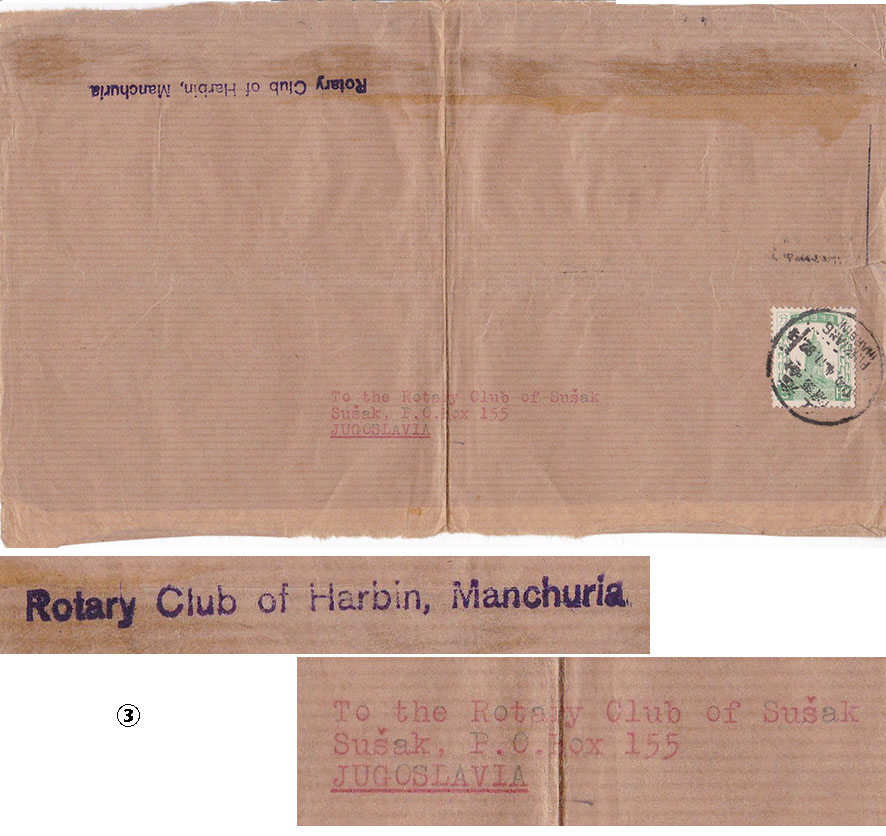 Rotary Club of Harbin, Manchuria.
To the Rotary Club of Sušak
Sušak, P.O.Box 155
JUGOSLAVIA
HARBIN
Rotary Club of Harbin, Manchuria.
③
To the Rotary Club of Sušak
Sušak, P.O.Box 155
JUGOSLAVIA